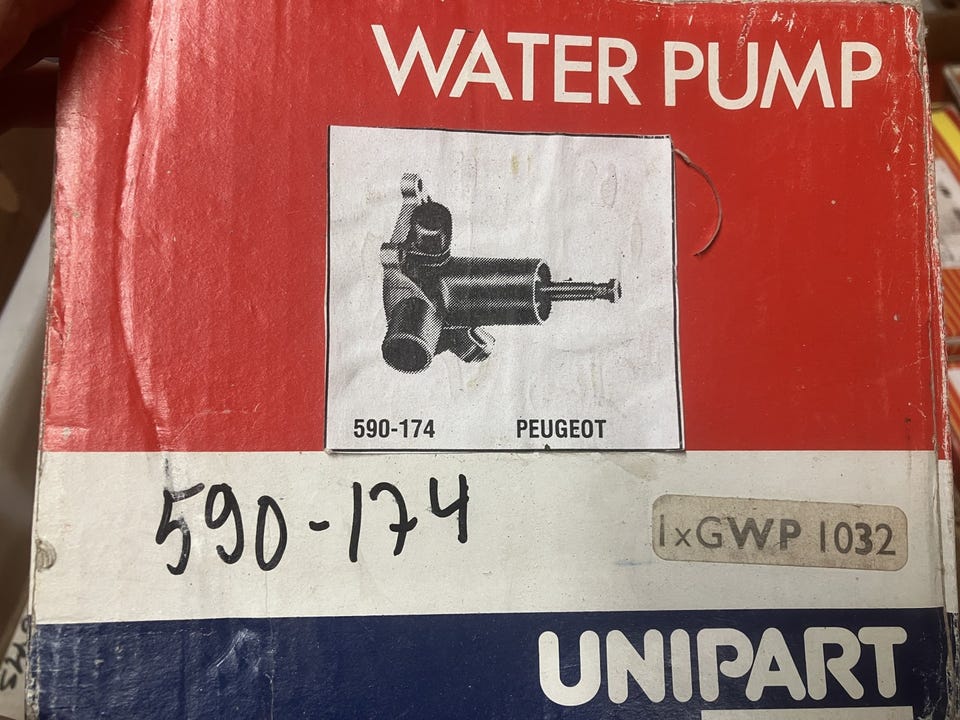 WATER PUMP
590-174 PEUGEOT
590-174
1xGWP 1032
UNIPART